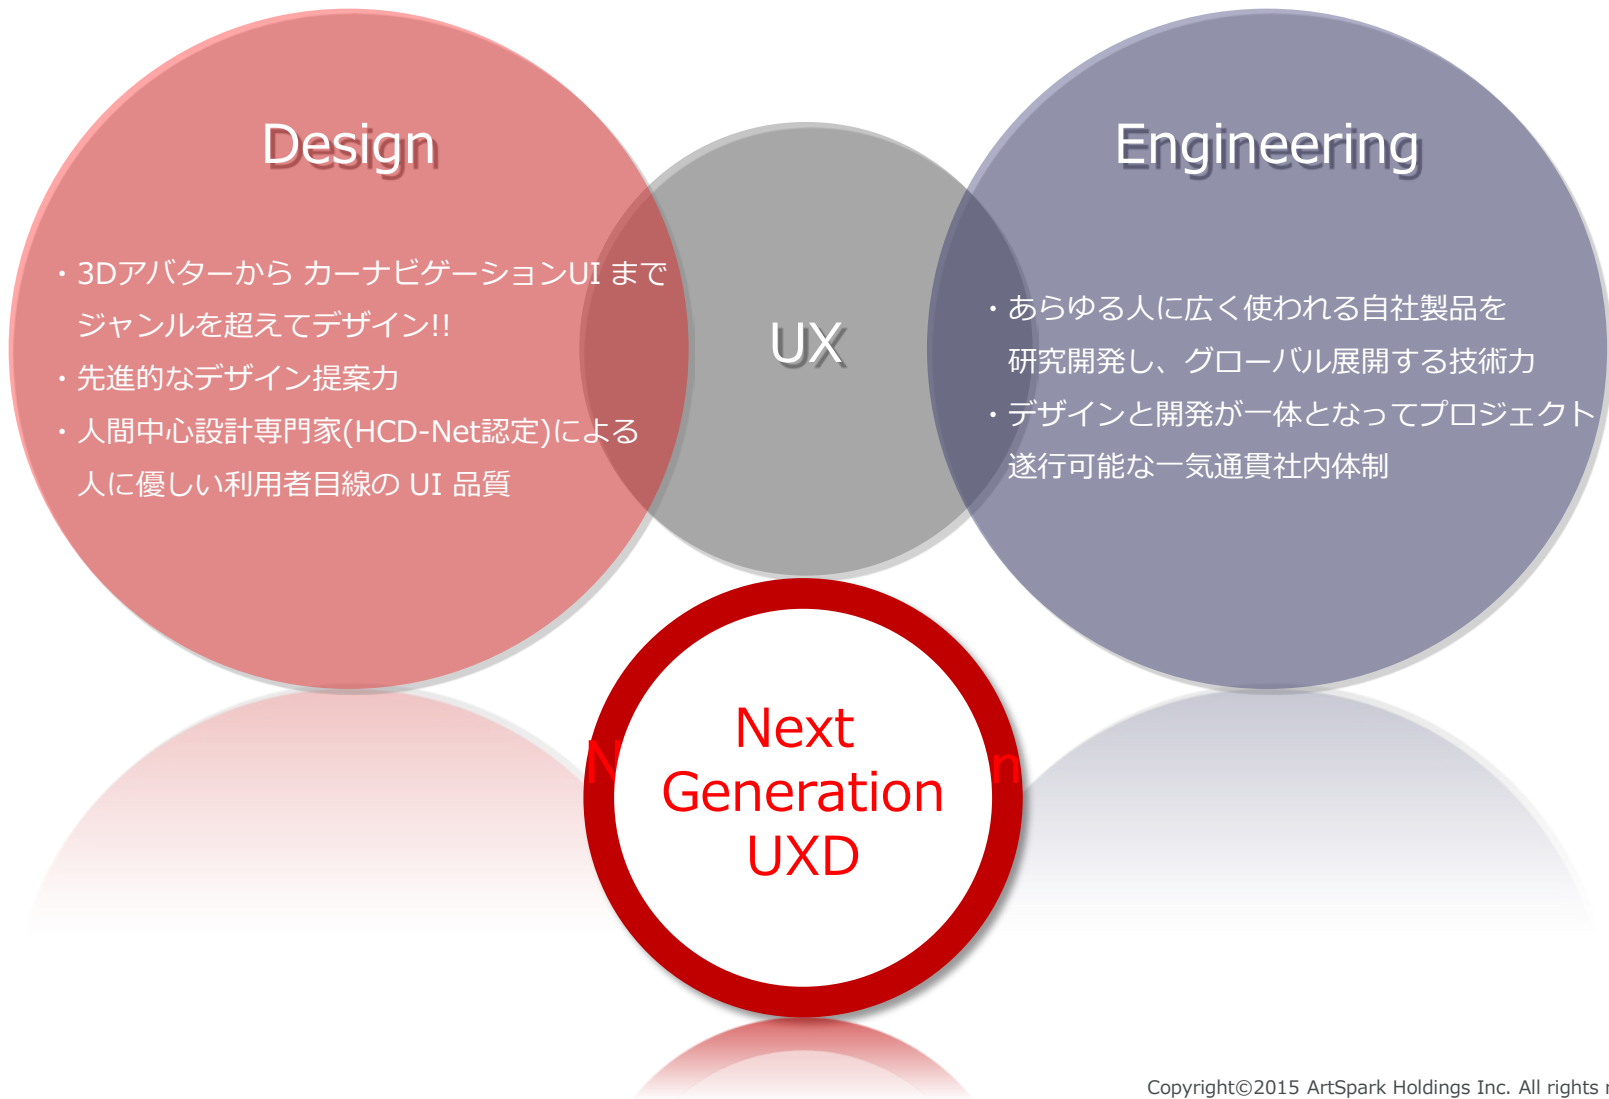 Design
・3Dアバターから カーナビゲーションUI まで
ジャンルを超えてデザイン!!
・先進的なデザイン提案力
・人間中心設計専門家(HCD-Net認定)による
人に優しい利用者目線の UI 品質
UX
Engineering
・あらゆる人に広く使われる自社製品を
研究開発し、グローバル展開する技術力
・デザインと開発が一体となってプロジェクト
遂行可能な一気通貫社内体制
Next
Generation
UXD
Copyright©2015 ArtSpark Holdings Inc. All rights